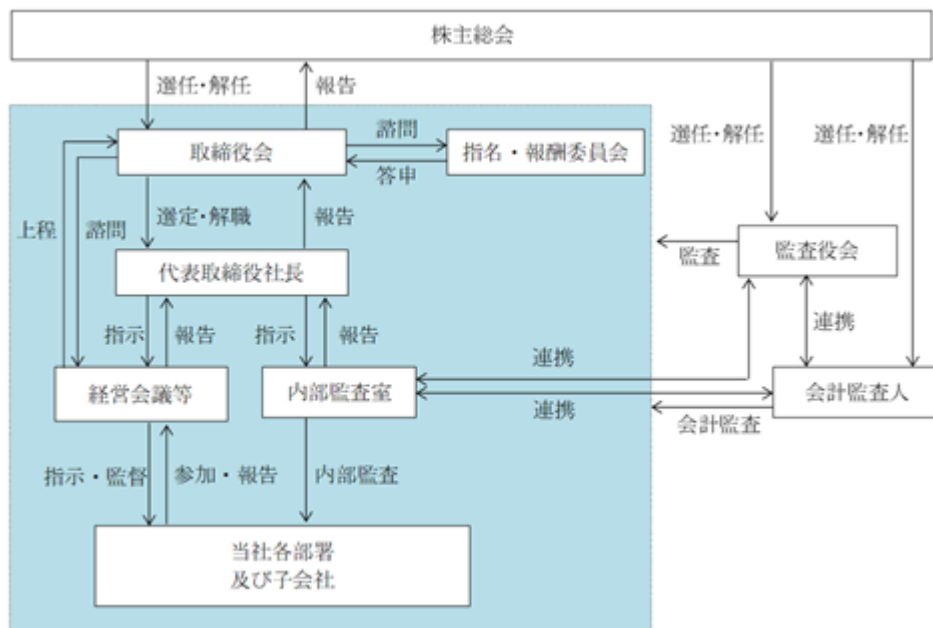 株主総会
選任・解任
報告
選任・解任
選任・解任
取締役会
諮問
答申
指名・報酬委員会
上程
諮問
選定・解職
報告
監査
監査役会
代表取締役社長
指示
報告
指示
報告
連携
連携
経営会議等
内部監査室
連携
会計監査
会計監査人
指示・監督
参加・報告
内部監査
当社各部署
及び子会社